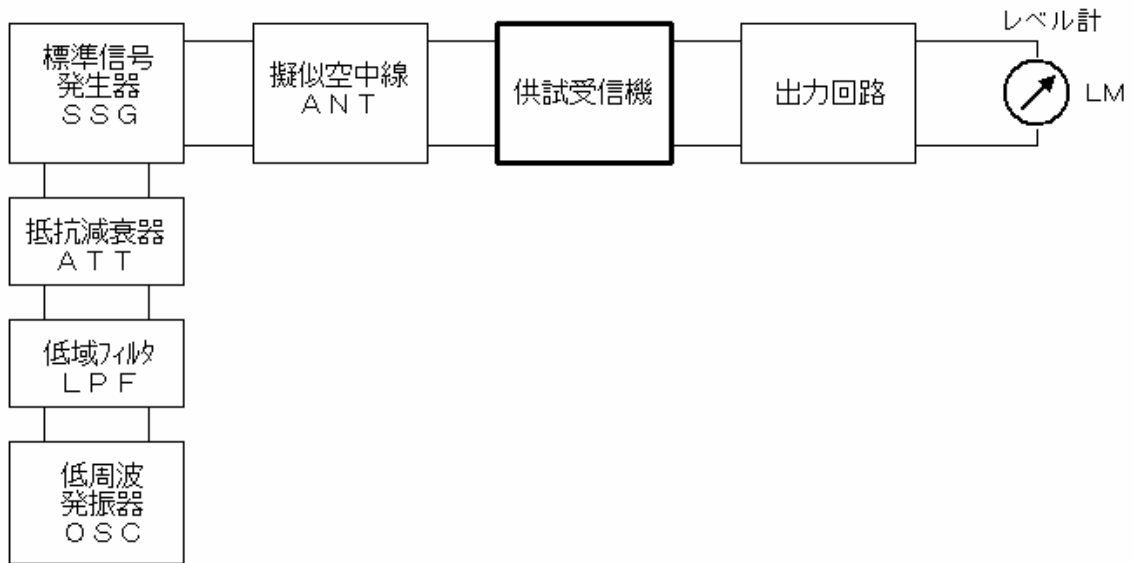 レベル計
標準信号
発生器
ＳＳＧ
擬似空中線
ＡＮＴ
供試受信機
出力回路
ＬＭ
抵抗減衰器
ＡＴＴ
低域フィルタ
ＬＰＦ
低周波
発振器
ＯＳＣ